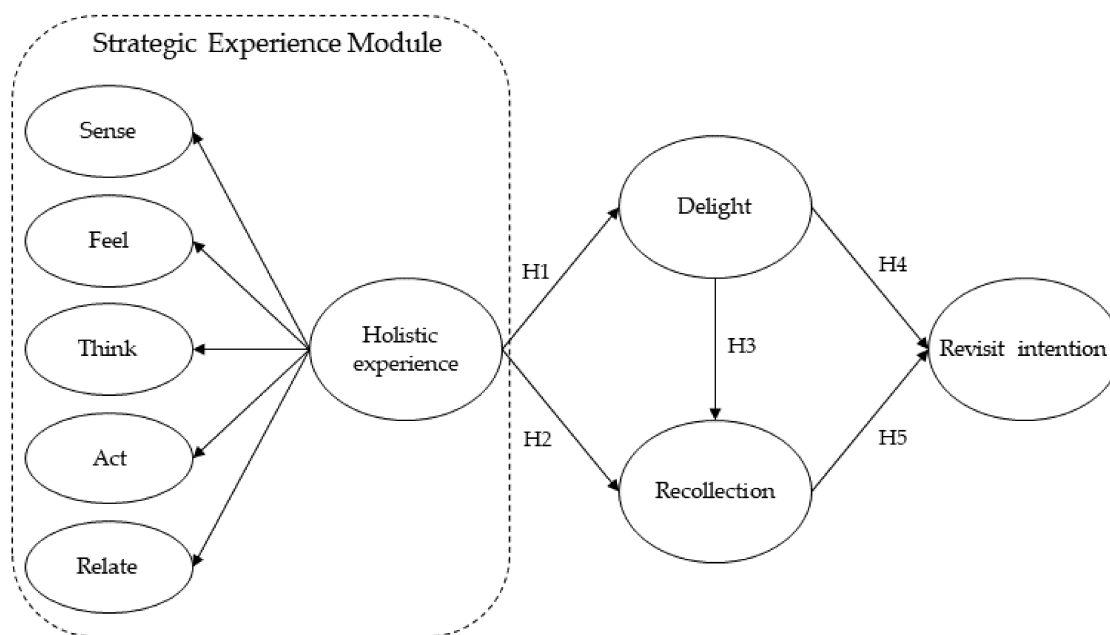 Strategic Experience Module
Sense
Feel
Think
Act
Relate
Holistic
experience
H1
H2
Delight
H3
Recollection
H4
H5
Revisit intention